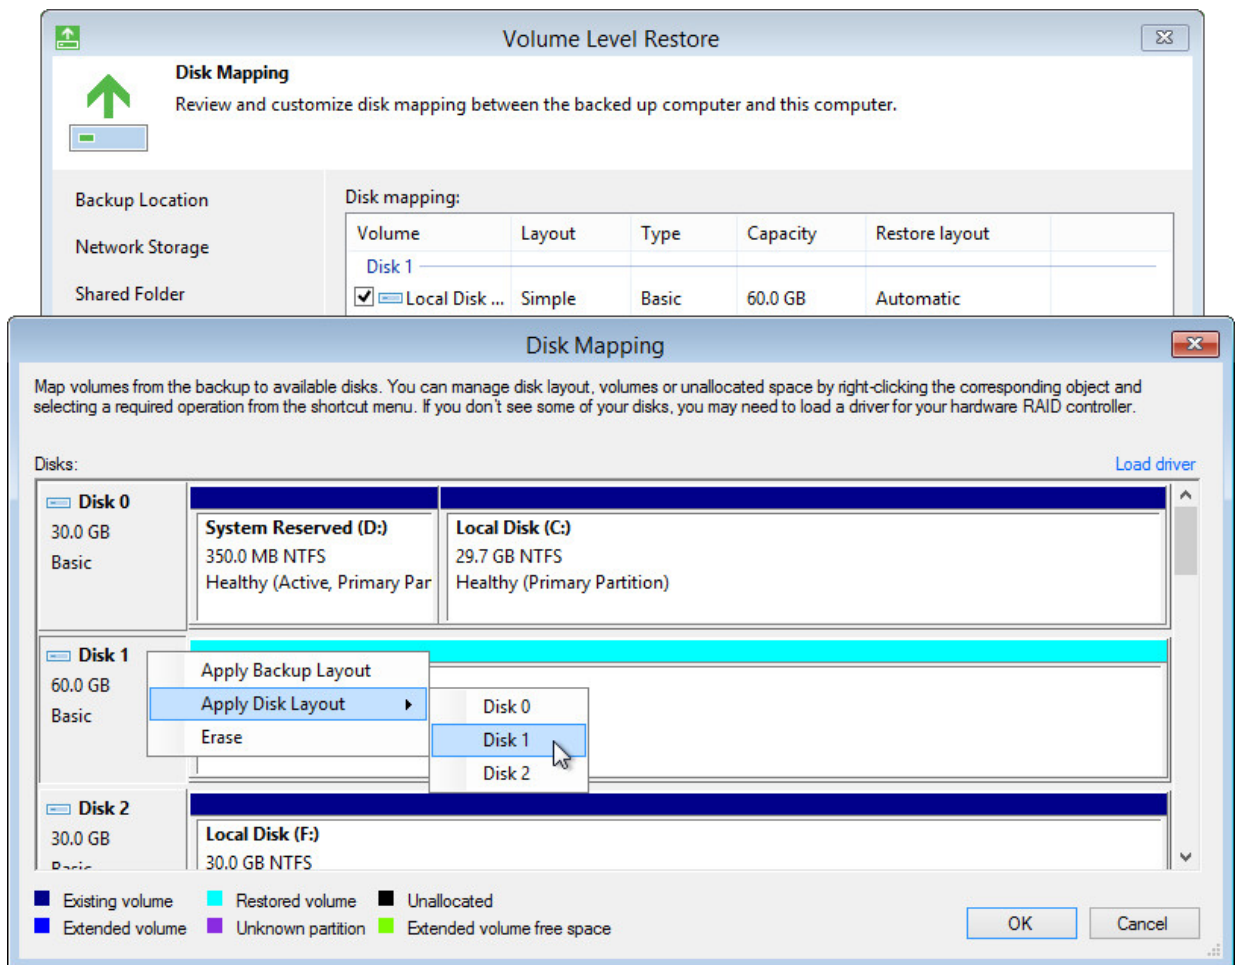 Volume Level Restore
Disk Mapping
Review and customize disk mapping between the backed up computer and this computer.
Backup Location
Network Storage
Shared Folder
Disk mapping:
Volume Layout Type Capacity Restore layout
Disk 1
Local Disk ... Simple Basic 60.0 GB Automatic
Disk Mapping
Map volumes from the backup to available disks. You can manage disk layout, volumes or unallocated space by right-clicking the corresponding object and
selecting a required operation from the shortcut menu. If you don't see some of your disks, you may need to load a driver for your hardware RAID controller.
Disks:
Load driver
Disk 0
30.0 GB
Basic
System Reserved (D:)
350.0 MB NTFS
Healthy (Active, Primary Par
Local Disk (C:)
29.7 GB NTFS
Healthy (Primary Partition)
Disk 1
60.0 GB
Basic
Apply Backup Layout
Apply Disk Layout
Erase
Disk 0
Disk 1
Disk 2
Disk 2
30.0 GB
Basic
Local Disk (F:)
30.0 GB NTFS
Existing volume Restored volume Unallocated
Extended volume Unknown partition Extended volume free space
OK
Cancel